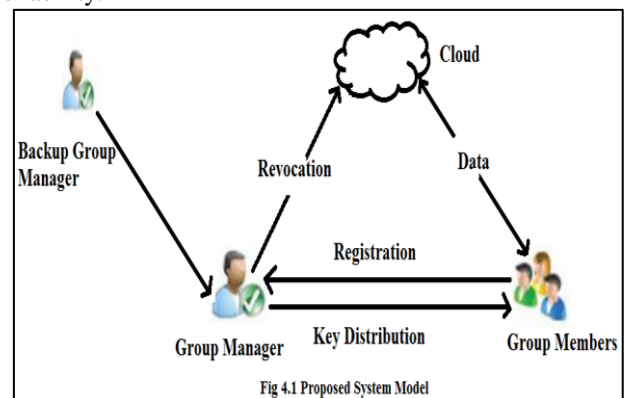 Cloud
Backup Group
Manager
Revocation
Data
Registration
Group Manager
Key Distribution
Group Members
Fig 4.1 Proposed System Model